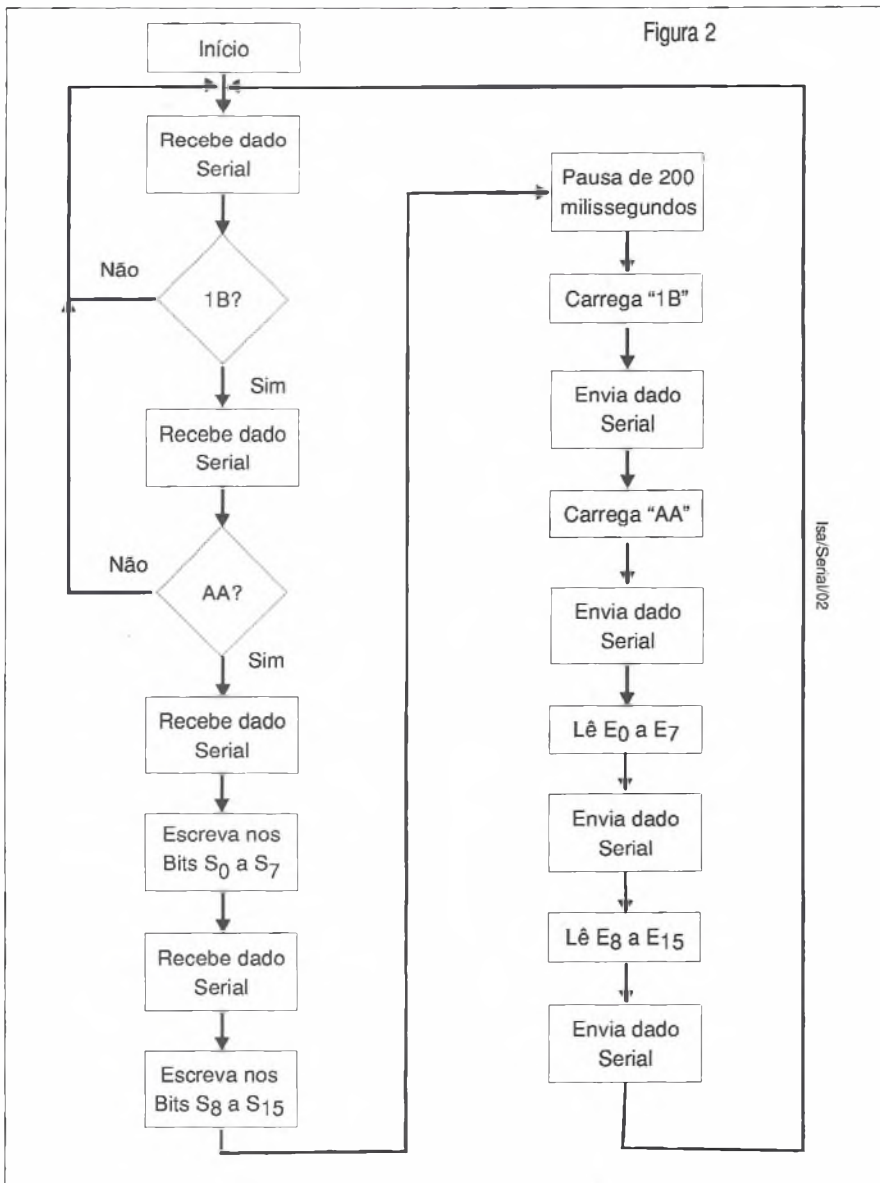 Figura 2
Início
Recebe dado
Serial
Não
1B?
Sim
Recebe dado
Serial
Não
AA?
Sim
Recebe dado
Serial
Escreva nos
Bits S0 a S7
Recebe dado
Serial
Escreva nos
Bits S8 a S15
Pausa de 200
milissegundos
Carrega “1B”
Envia dado
Serial
Carrega “AA”
Envia dado
Serial
Lê E0 a E7
Envia dado
Serial
Lê E8 a E15
Envia dado
Serial
Isa/Serial/02